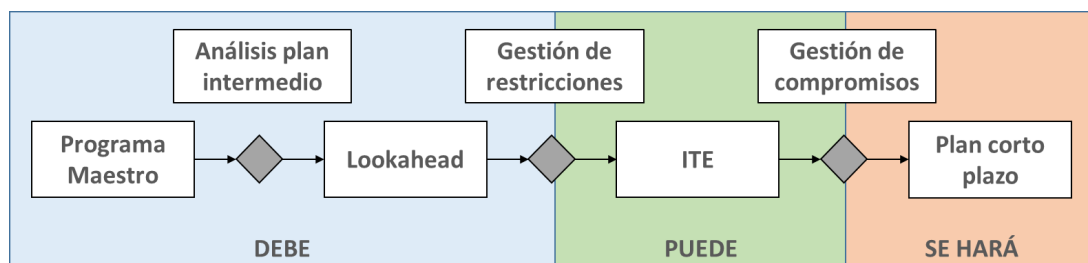 Análisis plan
intermedio
Gestión de
restricciones
Gestión de
compromisos
Programa
Maestro
Lookahead
ITE
Plan corto
plazo
DEBE
PUEDE
SE HARÁ